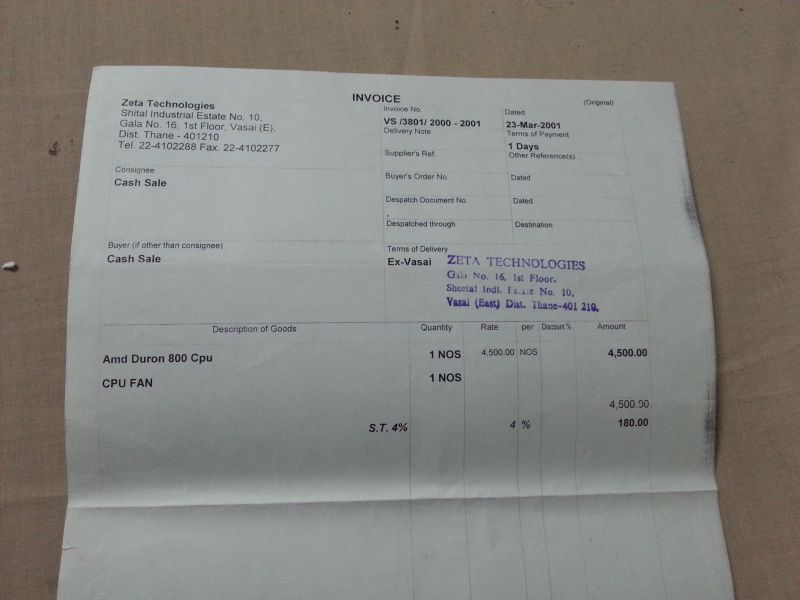 INVOICE
(Original)
Zeta Technologies
Shital Industrial Estate No. 10,
Gala No. 16, 1st Floor, Vasai (E),
Dist. Thane - 401210
Tel. 22-4102288 Fax. 22-4102277
Invoice No.
VS /3801/ 2000 - 2001
Dated
23-Mar-2001
Delivery Note
Terms of Payment
1 Days
Supplier's Ref.
Other Reference(s)
Consignee
Cash Sale
Buyer's Order No.
Dated
Despatch Document No.
Dated
Despatched through
Destination
Buyer (if other than consignee)
Cash Sale
Terms of Delivery
Ex-Vasai
ZETA TECHNOLOGIES
Gala No. 16, 1st Floor.
Sheetal Indl. Estate No. 10,
Vasai (East) Dist. Thane-401 210.
Description of Goods Quantity Rate per Discount % Amount
Amd Duron 800 Cpu 1 NOS 4,500.00 NOS 4,500.00
CPU FAN 1 NOS
4,500.00
S.T. 4% 4 % 180.00